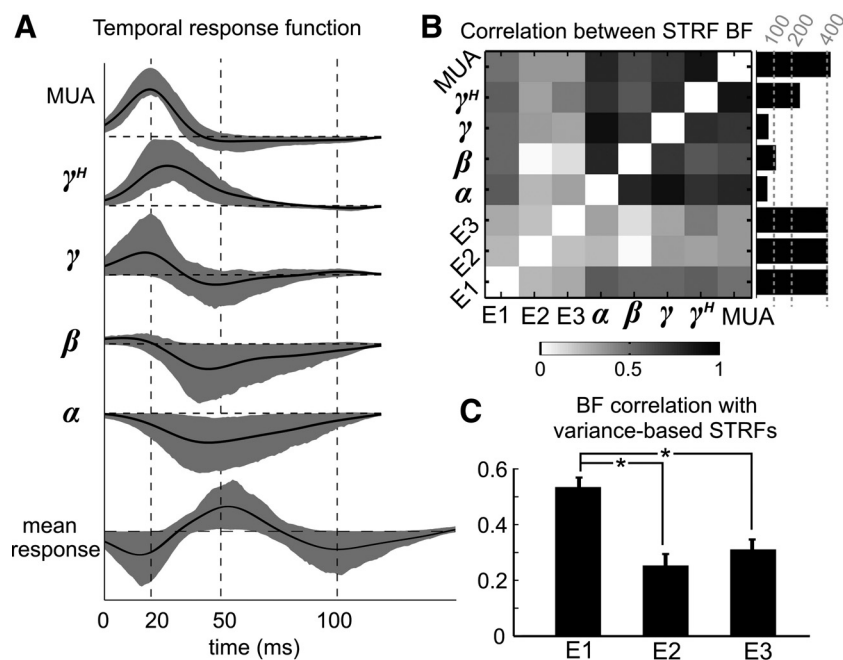 A
Temporal response function
MUA
γᴴ
γ
β
α
mean
response
0 20 50 100
time (ms)
B
Correlation between STRF BF
100 200 400
MUA
γᴴ
γ
β
α
E3
E2
E1
E1 E2 E3 α β γ γᴴ MUA
0 0.5 1
C
BF correlation with
variance-based STRFs
0.6
0.4
0.2
0
* *
E1 E2 E3